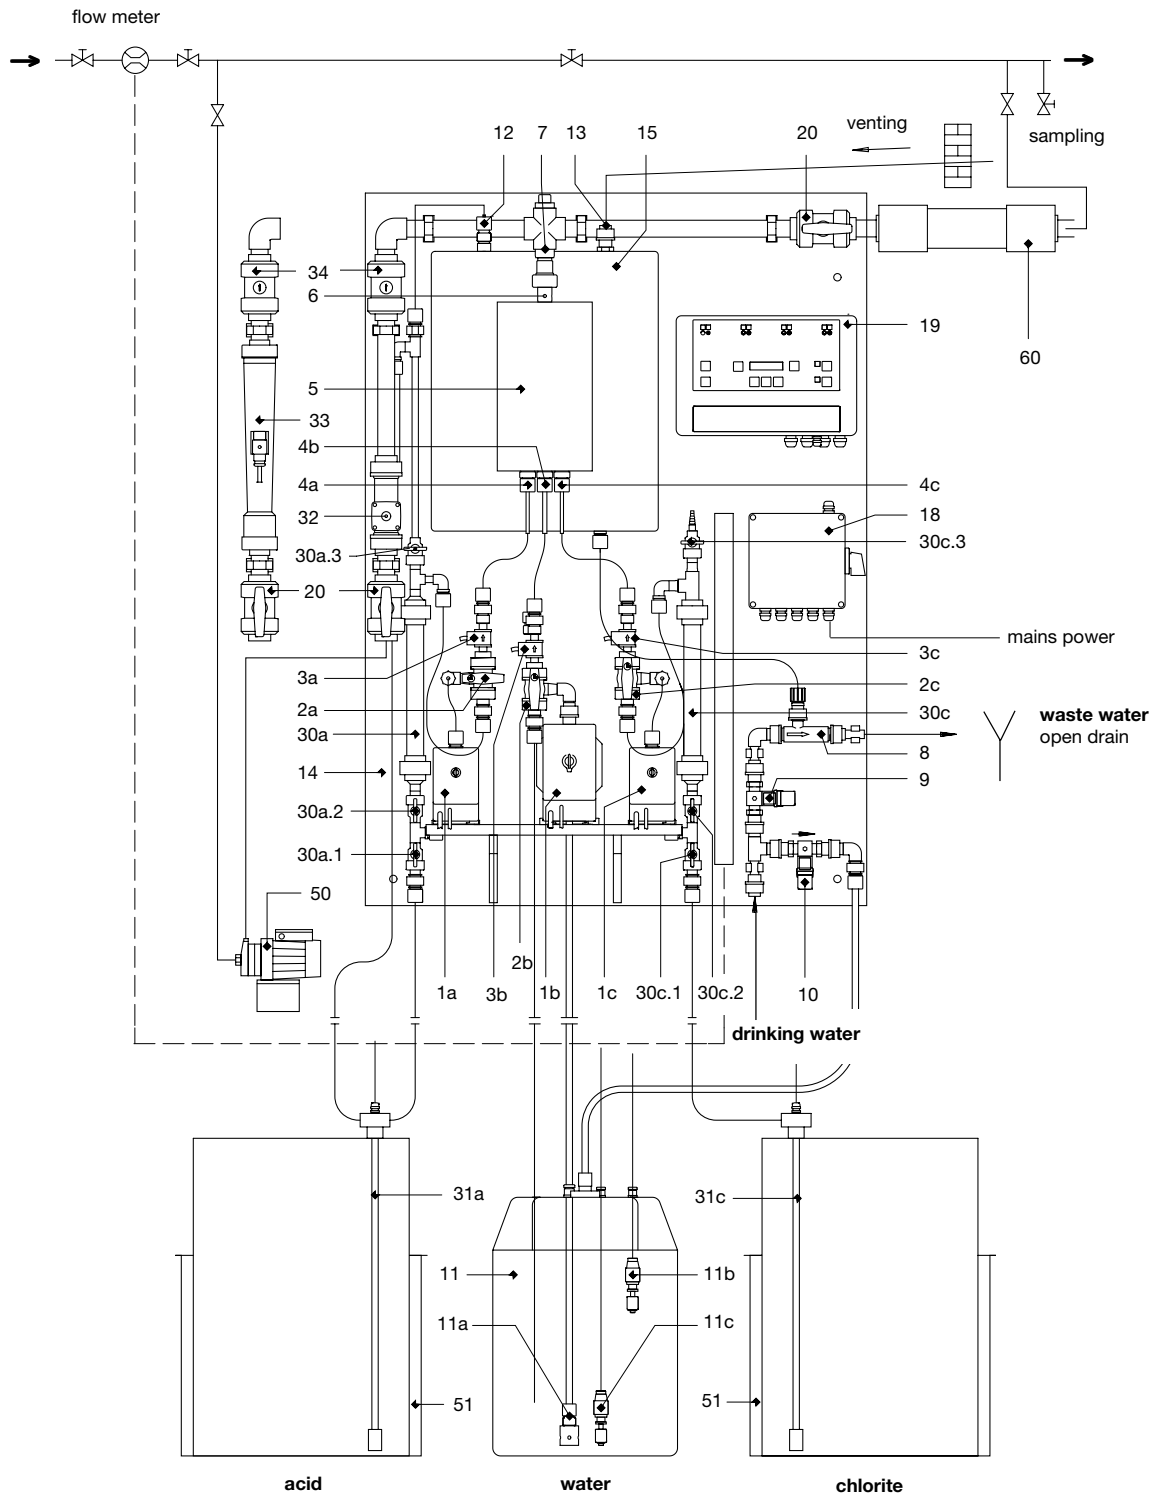 flow meter
12
7
13
15
20
venting
sampling
34
6
19
60
5
33
4b
4a
4c
32
18
30a.3
30c.3
20
mains power
3a
3c
2a
2c
30a
30c
waste water
open drain
8
14
9
30a.2
30a.1
50
2b
1a
3b
1b
1c
30c.1
30c.2
10
drinking water
31a
31c
11
11b
11a
11c
51
51
acid
water
chlorite